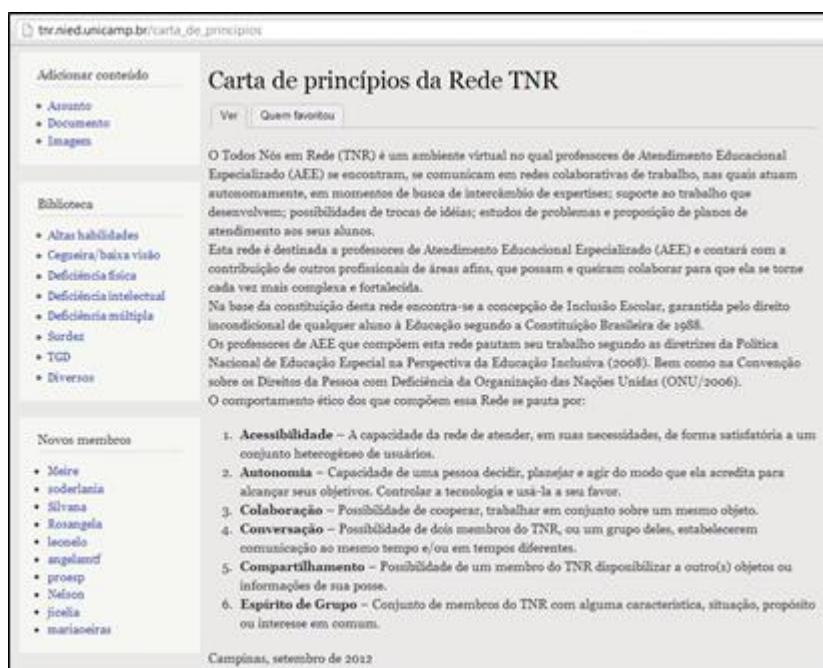 tnr.nied.unicamp.br/carta_de_principios
Adicionar conteúdo
Assunto
Documento
Imagem
Biblioteca
Altas habilidades
Cegueira/baixa visão
Deficiência física
Deficiência intelectual
Deficiência múltipla
Surdez
TGD
Diversos
Novos membros
Meire
soderlania
Silvana
Rosangela
leonelo
angelamtf
proesp
Nelson
jicelia
mariaoeiras
Carta de princípios da Rede TNR
Ver Quem favoritou
O Todos Nós em Rede (TNR) é um ambiente virtual no qual professores de Atendimento Educacional
Especializado (AEE) se encontram, se comunicam em redes colaborativas de trabalho, nas quais atuam
autonomamente, em momentos de busca de intercâmbio de expertises; suporte ao trabalho que
desenvolvem; possibilidades de trocas de idéias; estudos de problemas e proposição de planos de
atendimento aos seus alunos.
Esta rede é destinada a professores de Atendimento Educacional Especializado (AEE) e contará com a
contribuição de outros profissionais de áreas afins, que possam e queiram colaborar para que ela se torne
cada vez mais complexa e fortalecida.
Na base da constituição desta rede encontra-se a concepção de Inclusão Escolar, garantida pelo direito
incondicional de qualquer aluno à Educação segundo a Constituição Brasileira de 1988.
Os professores de AEE que compõem esta rede pautam seu trabalho segundo as diretrizes da Política
Nacional de Educação Especial na Perspectiva da Educação Inclusiva (2008). Bem como na Convenção
sobre os Direitos da Pessoa com Deficiência da Organização das Nações Unidas (ONU/2006).
O comportamento ético dos que compõem essa Rede se pauta por:
1. Acessibilidade – A capacidade da rede de atender, em suas necessidades, de forma satisfatória a um
conjunto heterogêneo de usuários.
2. Autonomia – Capacidade de uma pessoa decidir, planejar e agir do modo que ela acredita para
alcançar seus objetivos. Controlar a tecnologia e usá-la a seu favor.
3. Colaboração – Possibilidade de cooperar, trabalhar em conjunto sobre um mesmo objeto.
4. Conversação – Possibilidade de dois membros do TNR, ou um grupo deles, estabelecerem
comunicação ao mesmo tempo e/ou em tempos diferentes.
5. Compartilhamento – Possibilidade de um membro do TNR disponibilizar a outro(s) objetos ou
informações de sua posse.
6. Espírito de Grupo – Conjunto de membros do TNR com alguma característica, situação, propósito
ou interesse em comum.
Campinas, setembro de 2012